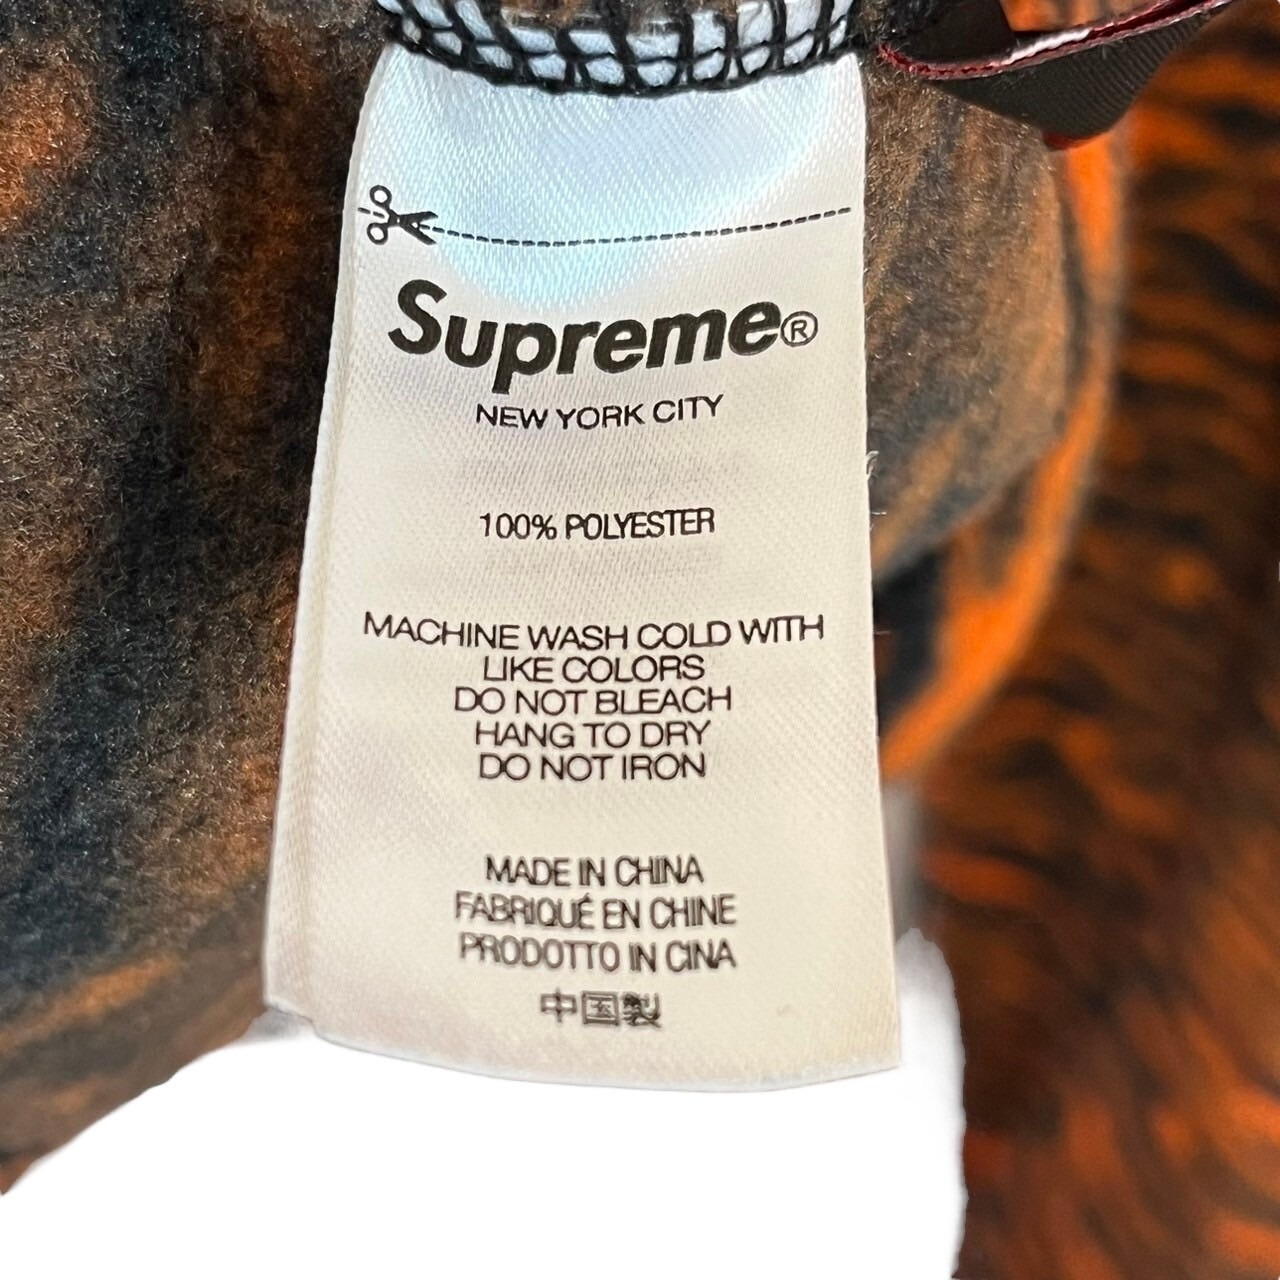 Supreme®
NEW YORK CITY
100% POLYESTER
MACHINE WASH COLD WITH
LIKE COLORS
DO NOT BLEACH
HANG TO DRY
DO NOT IRON
MADE IN CHINA
FABRIQUÉ EN CHINE
PRODOTTO IN CINA
中国製